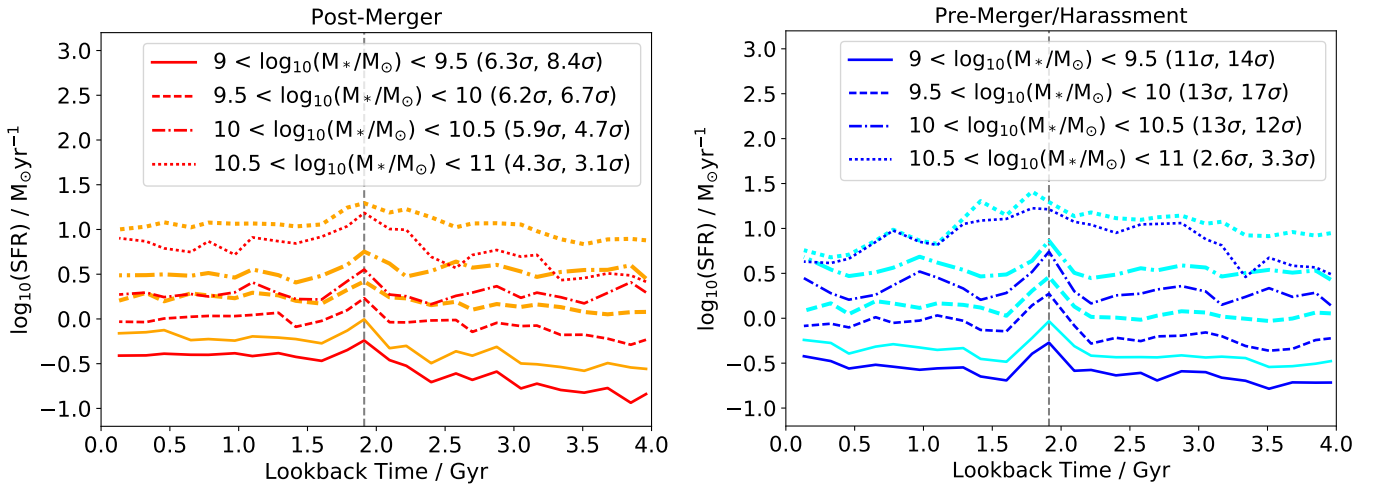 Post-Merger
log₁₀(SFR) / M⊙yr⁻¹
3.0
2.5
2.0
1.5
1.0
0.5
0.0
−0.5
−1.0
9 < log₁₀(M*/M⊙) < 9.5 (6.3σ, 8.4σ)
9.5 < log₁₀(M*/M⊙) < 10 (6.2σ, 6.7σ)
10 < log₁₀(M*/M⊙) < 10.5 (5.9σ, 4.7σ)
10.5 < log₁₀(M*/M⊙) < 11 (4.3σ, 3.1σ)
0.0 0.5 1.0 1.5 2.0 2.5 3.0 3.5 4.0
Lookback Time / Gyr
Pre-Merger/Harassment
log₁₀(SFR) / M⊙yr⁻¹
3.0
2.5
2.0
1.5
1.0
0.5
0.0
−0.5
−1.0
9 < log₁₀(M*/M⊙) < 9.5 (11σ, 14σ)
9.5 < log₁₀(M*/M⊙) < 10 (13σ, 17σ)
10 < log₁₀(M*/M⊙) < 10.5 (13σ, 12σ)
10.5 < log₁₀(M*/M⊙) < 11 (2.6σ, 3.3σ)
0.0 0.5 1.0 1.5 2.0 2.5 3.0 3.5 4.0
Lookback Time / Gyr